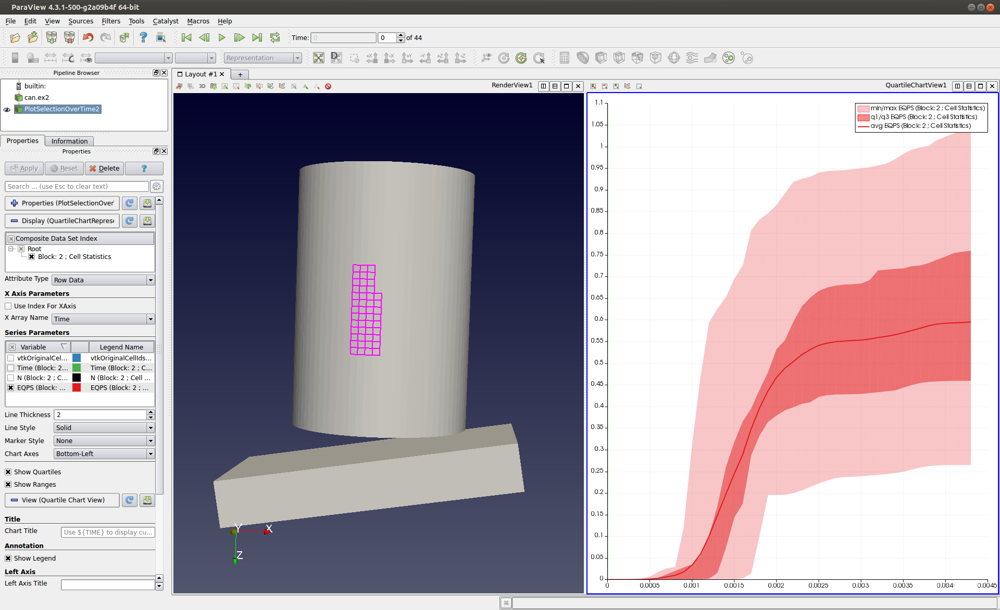 ParaView 4.3.1-500-g2a09b4f 64-bit
File Edit View Sources Filters Tools Catalyst Macros Help
Time: 0 0 of 44
Representation
Pipeline Browser
builtin:
can.ex2
PlotSelectionOverTime2
Properties Information
Properties
Apply Reset Delete ?
Search ... (use Esc to clear text)
Properties (PlotSelectionOver
Display (QuartileChartReprese
Composite Data Set Index
Root
Block: 2 ; Cell Statistics
Attribute Type Row Data
X Axis Parameters
Use Index For XAxis
X Array Name Time
Series Parameters
Variable Legend Name
vtkOriginalCel... vtkOriginalCellIds...
Time (Block: 2... Time (Block: 2 ; C...
N (Block: 2 ; C... N (Block: 2 ; Cell ...
EQPS (Block: ... EQPS (Block: 2 ; ...
Line Thickness 2
Line Style Solid
Marker Style None
Chart Axes Bottom-Left
Show Quartiles
Show Ranges
View (Quartile Chart View)
Title
Chart Title Use ${TIME} to display cu...
Annotation
Show Legend
Left Axis
Left Axis Title
Layout #1
+
3D
RenderView1
Y
X
Z
QuartileChartView1
min/max EQPS (Block: 2 ; Cell Statistics)
q1/q3 EQPS (Block: 2 ; Cell Statistics)
avg EQPS (Block: 2 ; Cell Statistics)
1.1
1.05
1
0.95
0.9
0.85
0.8
0.75
0.7
0.65
0.6
0.55
0.5
0.45
0.4
0.35
0.3
0.25
0.2
0.15
0.1
0.05
0
0 0.0005 0.001 0.0015 0.002 0.0025 0.003 0.0035 0.004 0.0045